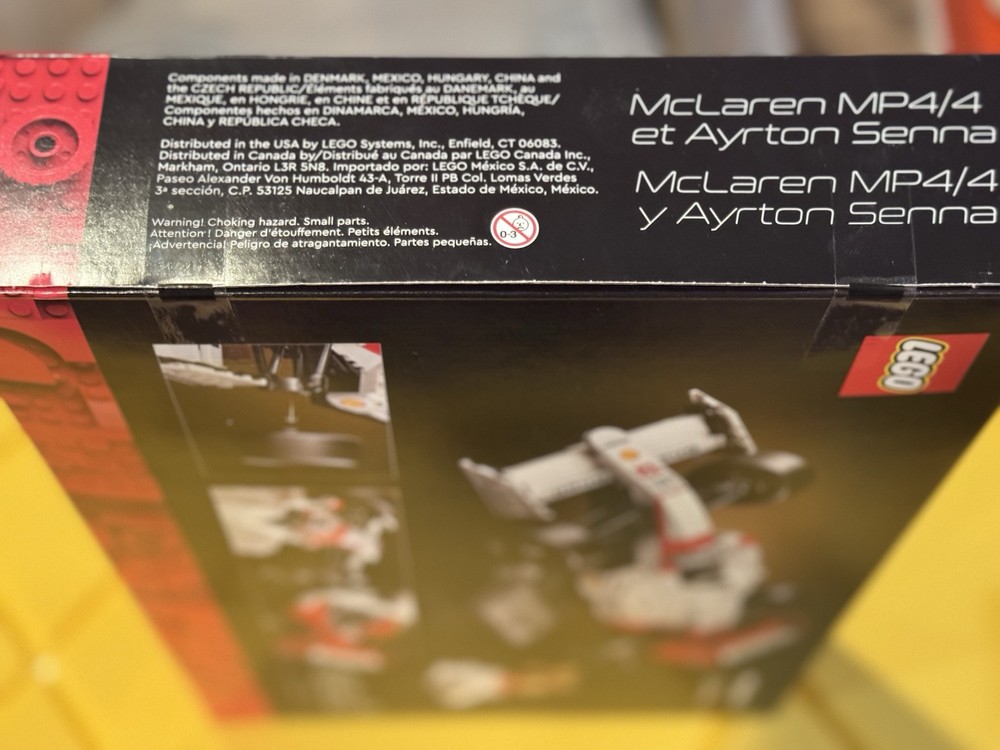 Components made in DENMARK, MEXICO, HUNGARY, CHINA and
the CZECH REPUBLIC/Éléments fabriqués au DANEMARK, au
MEXIQUE, en HONGRIE, en CHINE et en RÉPUBLIQUE TCHÈQUE/
Componentes hechos en DINAMARCA, MÉXICO, HUNGRÍA,
CHINA y REPÚBLICA CHECA.
Distributed in the USA by LEGO Systems, Inc., Enfield, CT 06083.
Distributed in Canada by/Distribué au Canada par LEGO Canada Inc.,
Markham, Ontario L3R 5N8. Importado por: LEGO México S.A. de C.V.,
Paseo Alexander Von Humboldt 43-A, Torre II PB Col. Lomas Verdes
3ª sección, C.P. 53125 Naucalpan de Juárez, Estado de México, México.
Warning! Choking hazard. Small parts.
Attention! Danger d'étouffement. Petits éléments.
¡Advertencia! Peligro de atragantamiento. Partes pequeñas.
0-3
McLaren MP4/4
et Ayrton Senna
McLaren MP4/4
y Ayrton Senna
LEGO